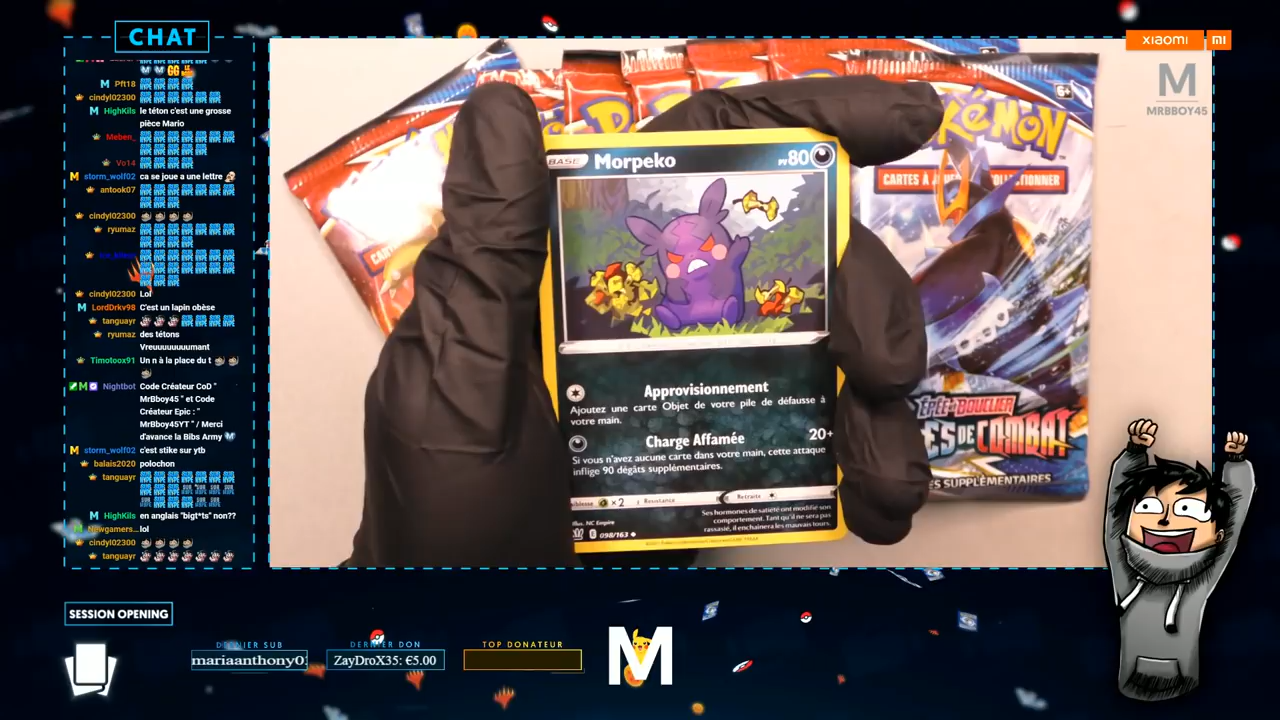 CHAT
GG
Pft18
cindyl02300
HighKils le téton c'est une grosse
pièce Mario
Meben_
Vo14
storm_wolf02 ca se joue a une lettre
antook07
cindyl02300
ryumaz
cindyl02300 Lol
LordDrkv98 C'est un lapin obèse
tanguayr
ryumaz des tétons
Vreuuuuuuuumant
Timotoox91 Un n à la place du t
Nightbot Code Créateur CoD "
MrBboy45 " et Code
Créateur Epic : "
MrBboy45YT " / Merci
d'avance la Bibs Army
storm_wolf02 c'est stike sur ytb
balais2020 polochon
tanguayr
HighKils en anglais "bigt*ts" non??
Newgamers... lol
cindyl02300
tanguayr
xiaomi MI
M
MRBBOY45
BASE Morpeko PV 80
Approvisionnement
Ajoutez une carte Objet de votre pile de défausse à
votre main.
Charge Affamée 20+
Si vous n'avez aucune carte dans votre main, cette attaque
inflige 90 dégâts supplémentaires.
×2 Résistance Retraite
Ses hormones de satiété ont modifié son
comportement. Tant qu'il ne sera pas
rassasié, il enchaînera les mauvais tours.
Illus. NC Empire
098/163
6+
Pokémon
CARTES À COLLECTIONNER
ÉPÉE et BOUCLIER
DE COMBAT
SUPPLÉMENTAIRES
SESSION OPENING
DERNIER SUB
mariaanthony0
DERNIER DON
ZayDroX35: €5.00
TOP DONATEUR
M